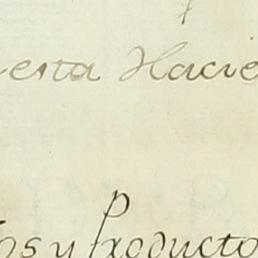 esta Hacie
os y Producto